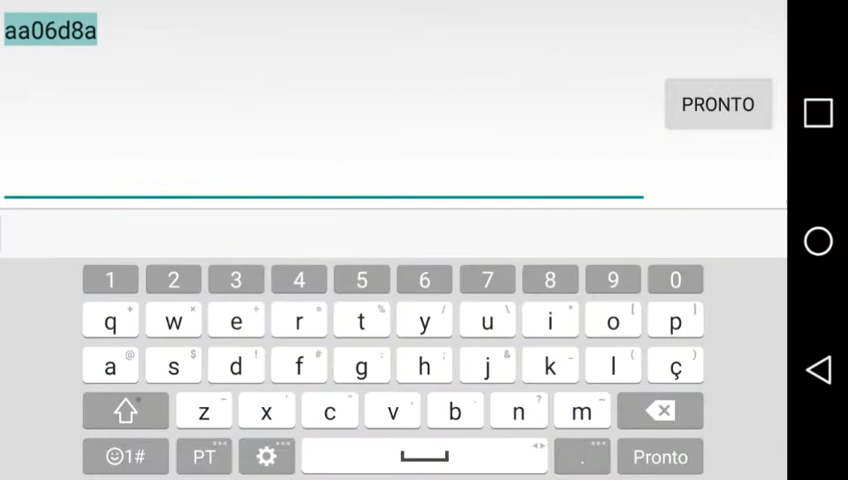 aa06d8a
PRONTO
1 2 3 4 5 6 7 8 9 0
q w e r t y u i o p
a s d f g h j k l ç
z x c v b n m
☺1# PT . Pronto